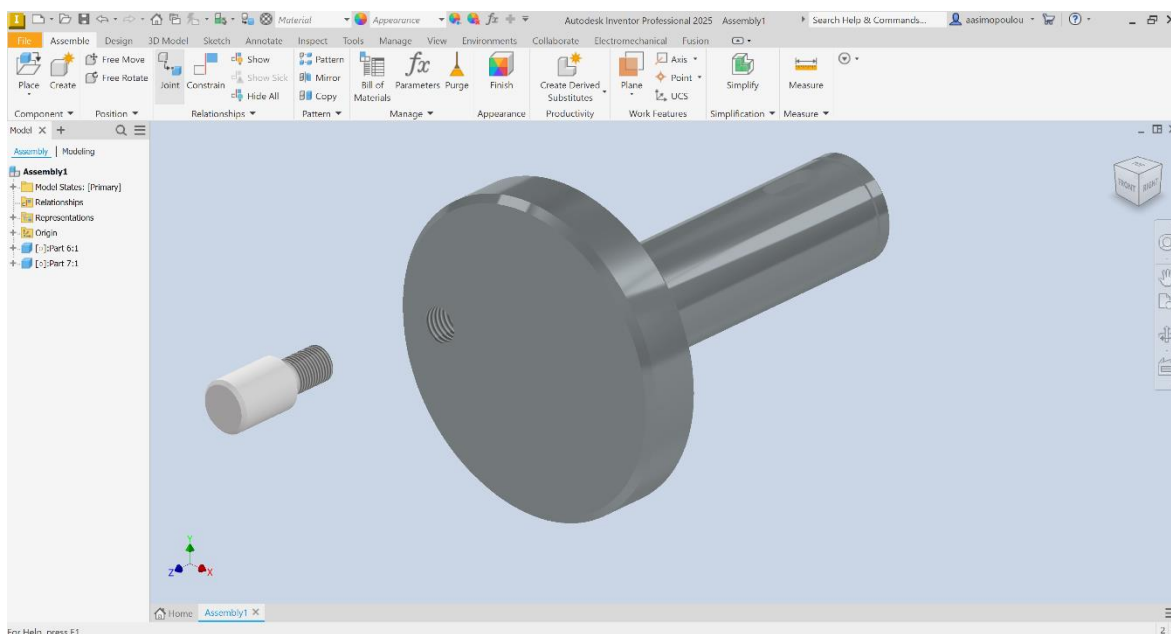 Material Appearance fx Autodesk Inventor Professional 2025 Assembly1 Search Help & Commands... aasimopoulou
File Assemble Design 3D Model Sketch Annotate Inspect Tools Manage View Environments Collaborate Electromechanical Fusion
Place Create Free Move Free Rotate Joint Constrain Show Show Sick Hide All Pattern Mirror Copy Bill of Materials fx Parameters Purge Finish Create Derived Substitutes Plane Axis Point UCS Simplify Measure
Component Position Relationships Pattern Manage Appearance Productivity Work Features Simplification Measure
Model
Assembly | Modeling
Assembly1
Model States: [Primary]
Relationships
Representations
Origin
Part 6:1
Part 7:1
TOP
FRONT RIGHT
Y
Z X
Home Assembly1
For Help, press F1
2